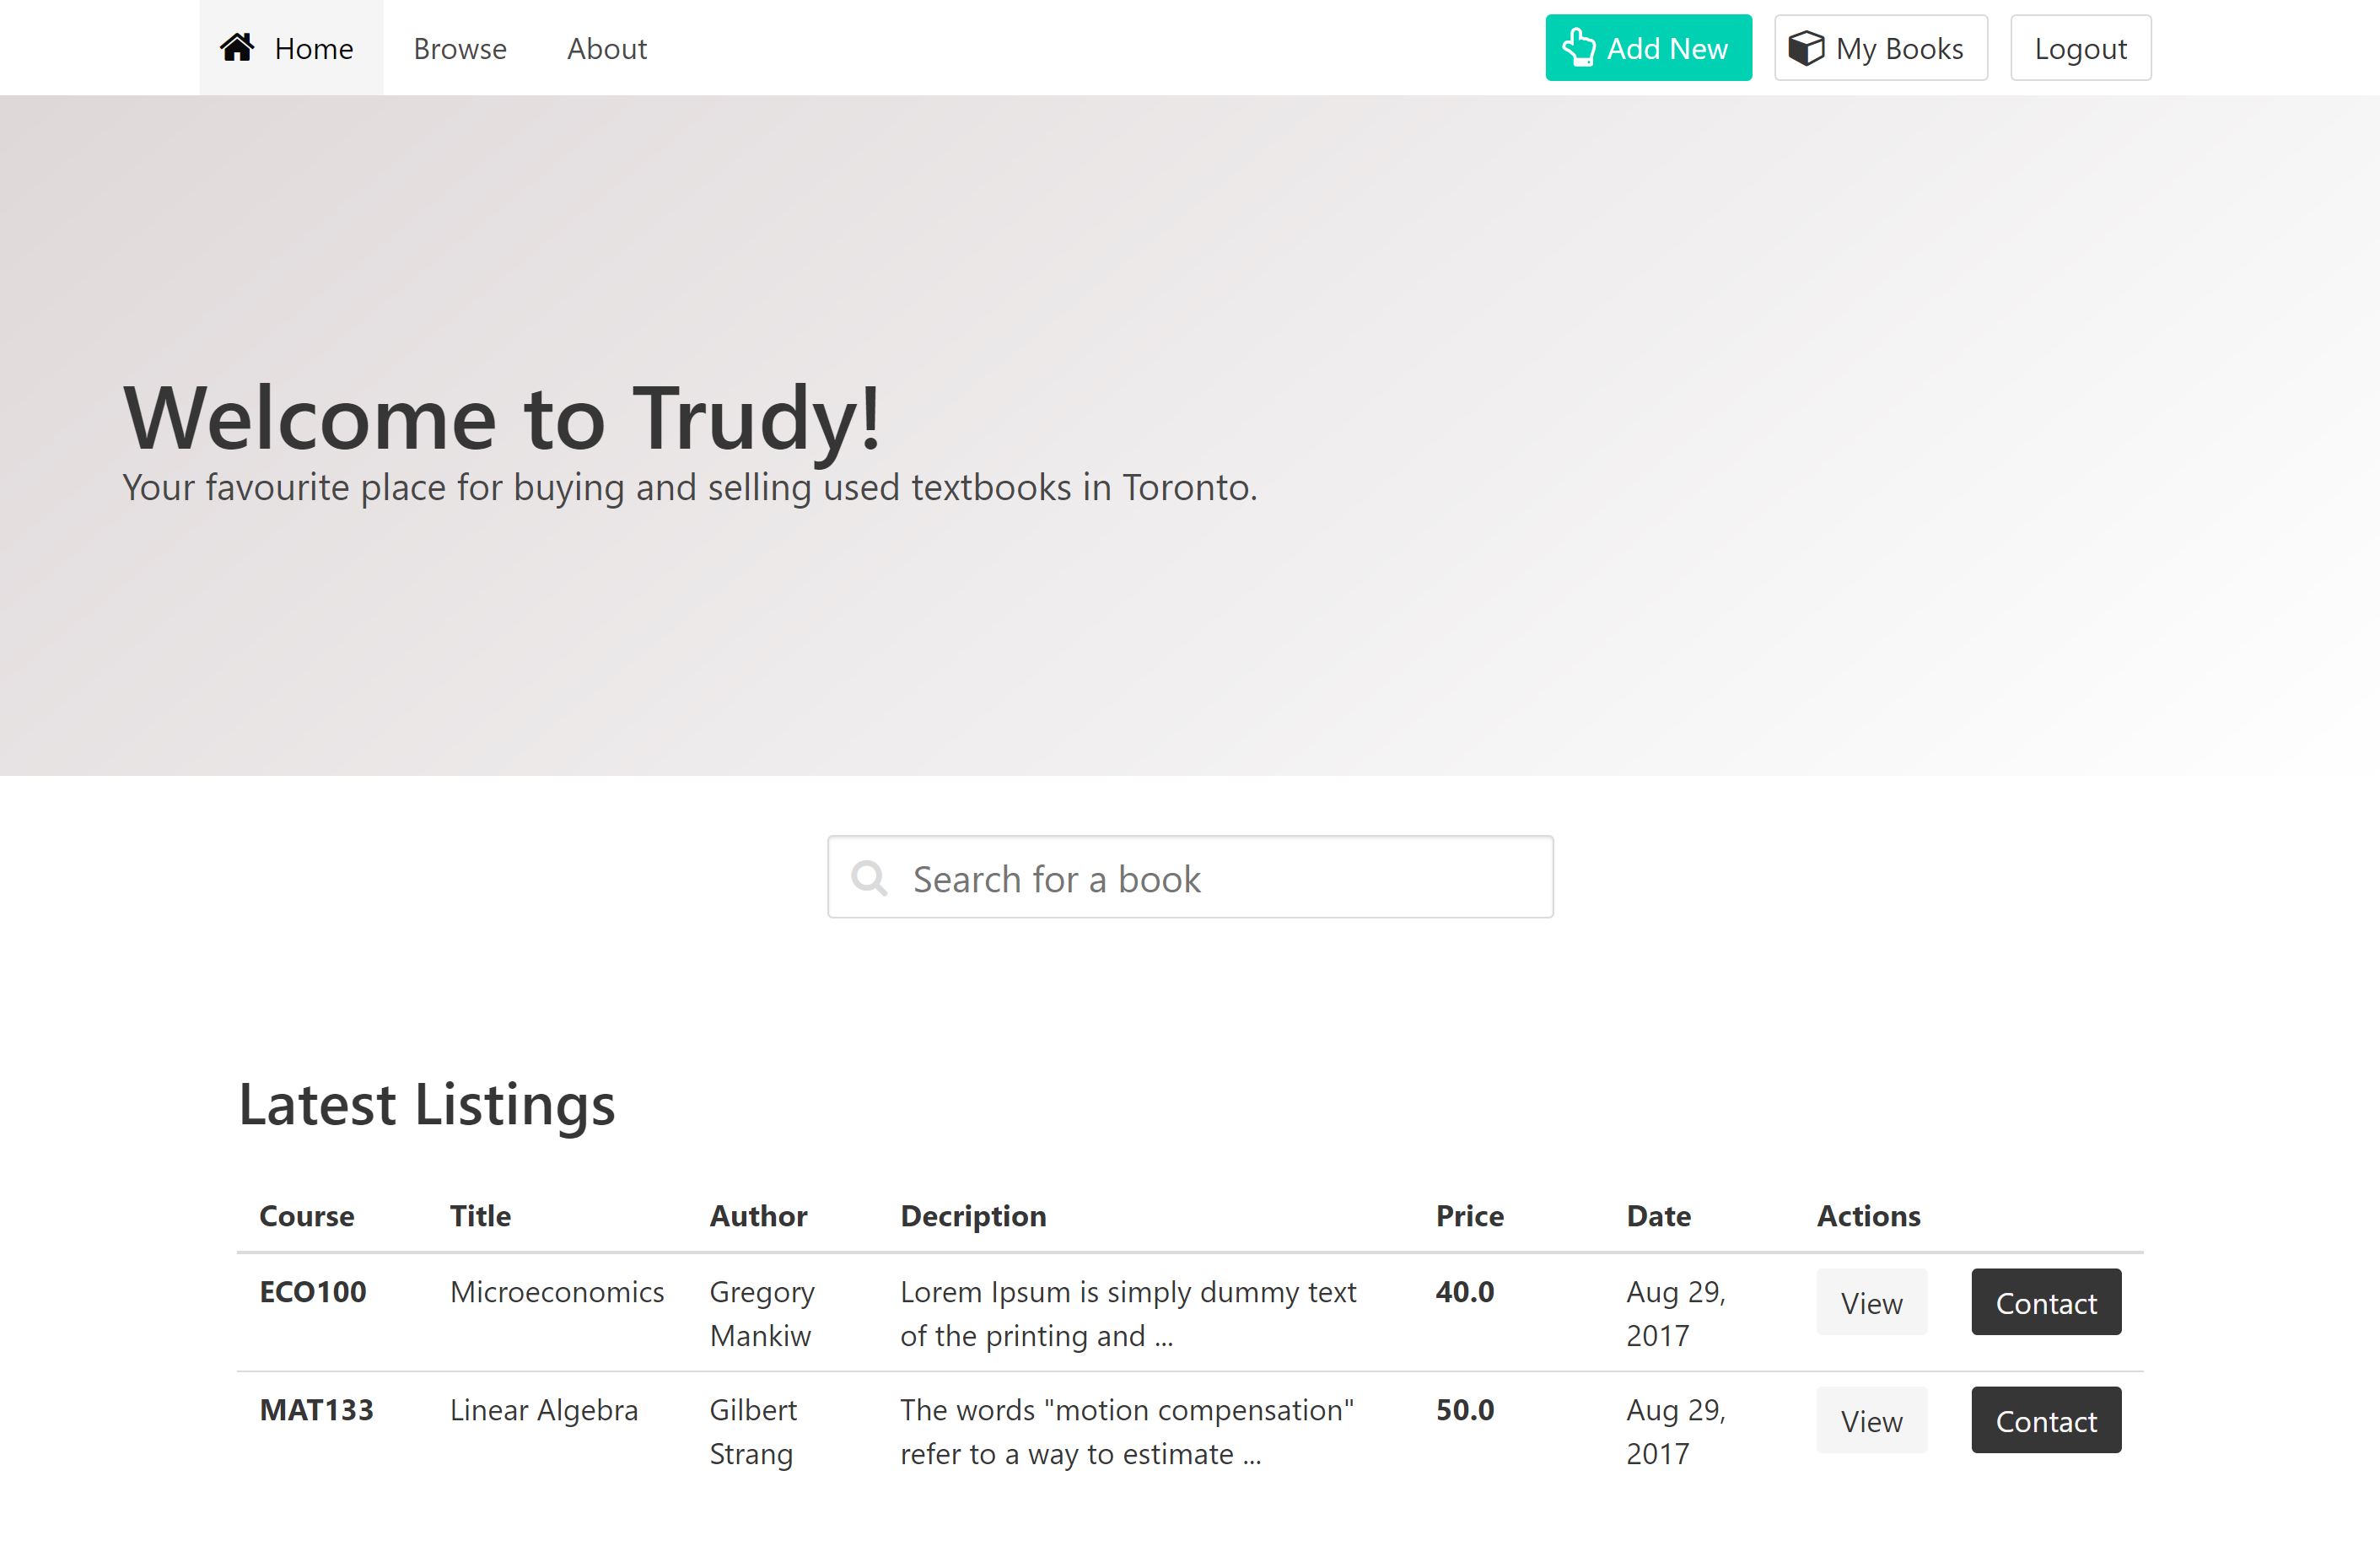 Home Browse About Add New My Books Logout
Welcome to Trudy!
Your favourite place for buying and selling used textbooks in Toronto.
Search for a book
Latest Listings
Course Title Author Decription Price Date Actions
ECO100 Microeconomics Gregory Lorem Ipsum is simply dummy text 40.0 Aug 29, View Contact
Mankiw of the printing and ... 2017
MAT133 Linear Algebra Gilbert The words "motion compensation" 50.0 Aug 29, View Contact
Strang refer to a way to estimate ... 2017